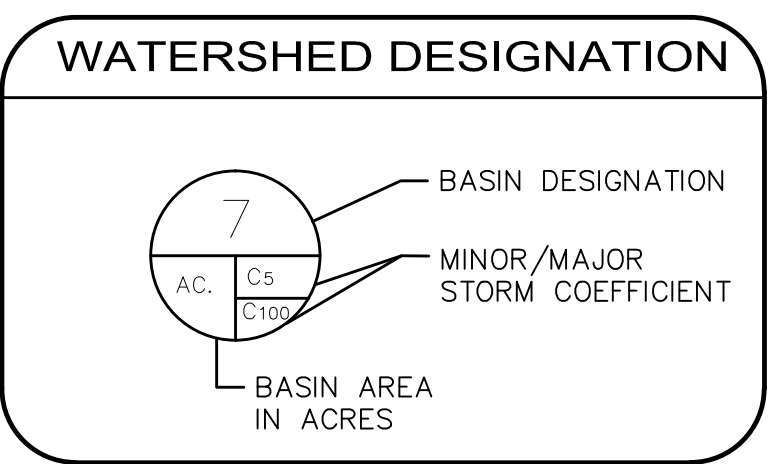 WATERSHED DESIGNATION
7
BASIN DESIGNATION
AC.
C5
MINOR/MAJOR
STORM COEFFICIENT
C100
BASIN AREA
IN ACRES